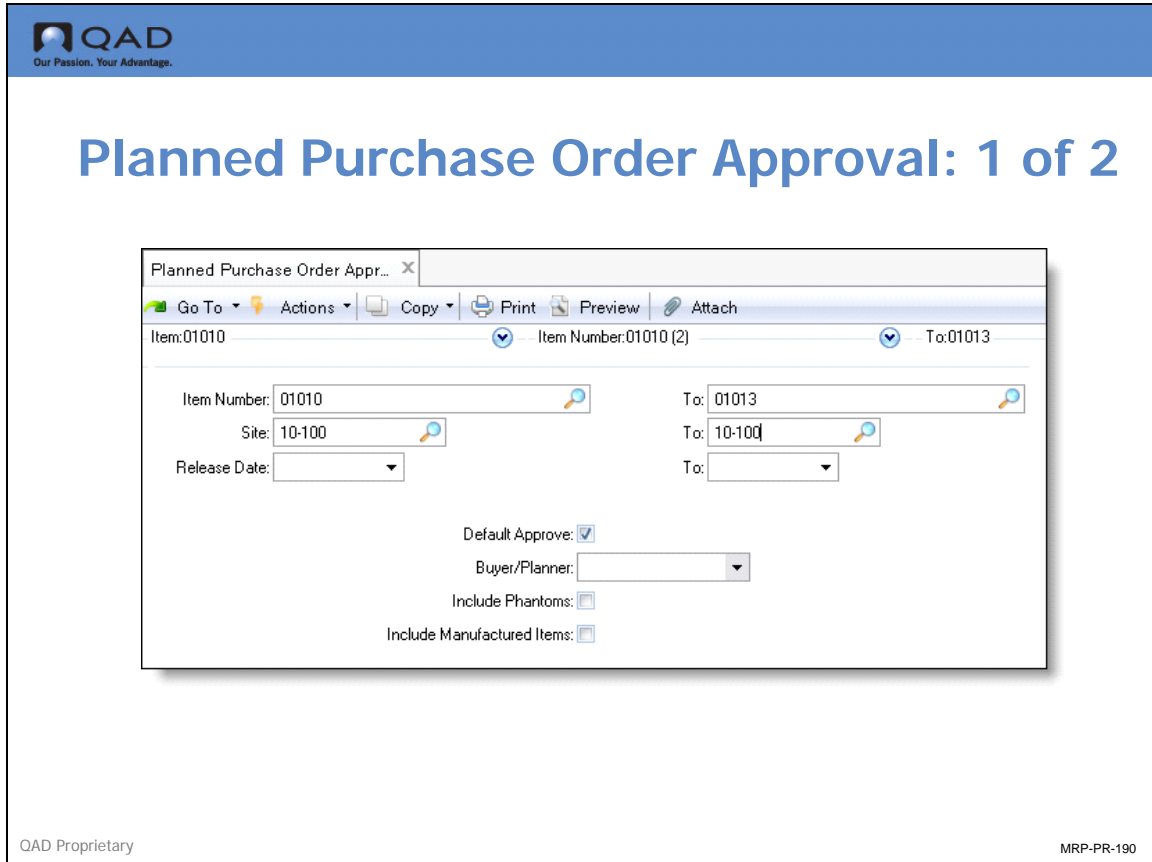 QAD
Our Passion. Your Advantage.
Planned Purchase Order Approval: 1 of 2
Planned Purchase Order Appr... X
Go To Actions Copy Print Preview Attach
Item:01010 Item Number:01010 (2) To:01013
Item Number: 01010 To: 01013
Site: 10-100 To: 10-100
Release Date: To:
Default Approve:
Buyer/Planner:
Include Phantoms:
Include Manufactured Items:
QAD Proprietary MRP-PR-190